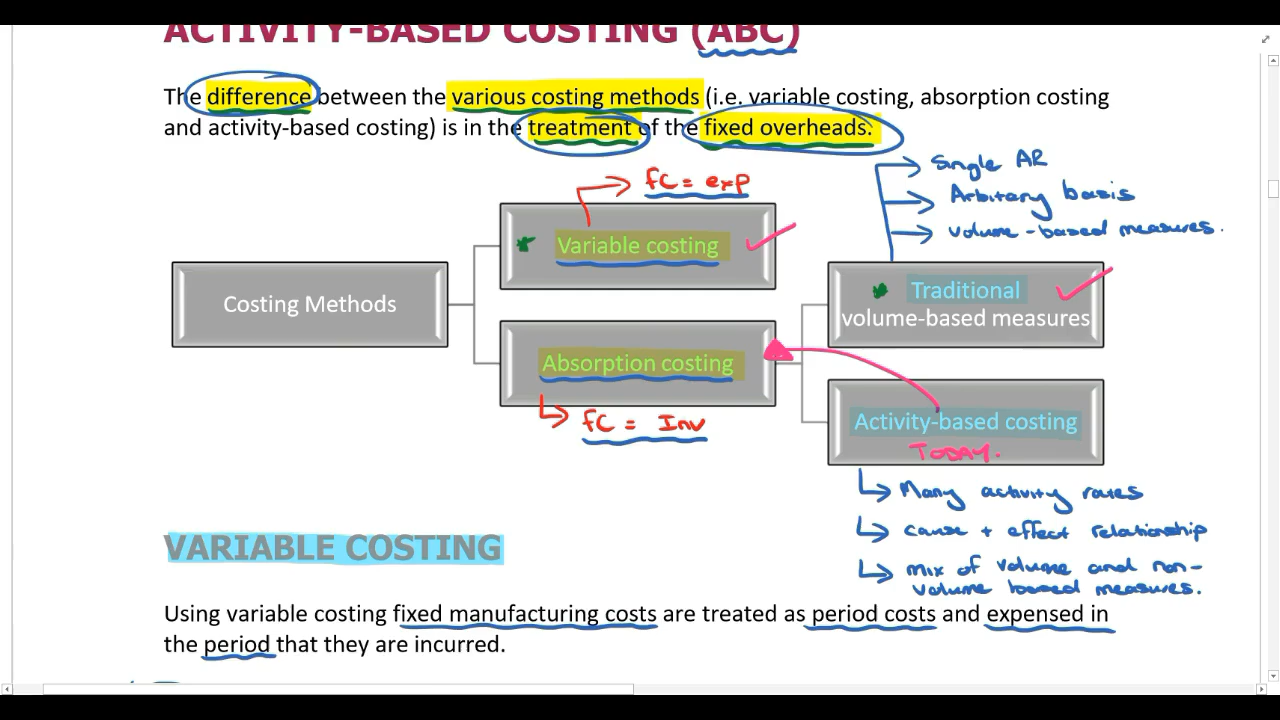 ACTIVITY-BASED COSTING (ABC)
The difference between the various costing methods (i.e. variable costing, absorption costing
and activity-based costing) is in the treatment of the fixed overheads.
Single AR
Arbitary basis
volume-based measures.
FC = exp
Variable costing
Costing Methods
Traditional
volume-based measures
Absorption costing
FC = Inv
Activity-based costing
TODAY.
Many activity rates
cause + effect relationship
mix of volume and non-
volume based measures.
VARIABLE COSTING
Using variable costing fixed manufacturing costs are treated as period costs and expensed in
the period that they are incurred.